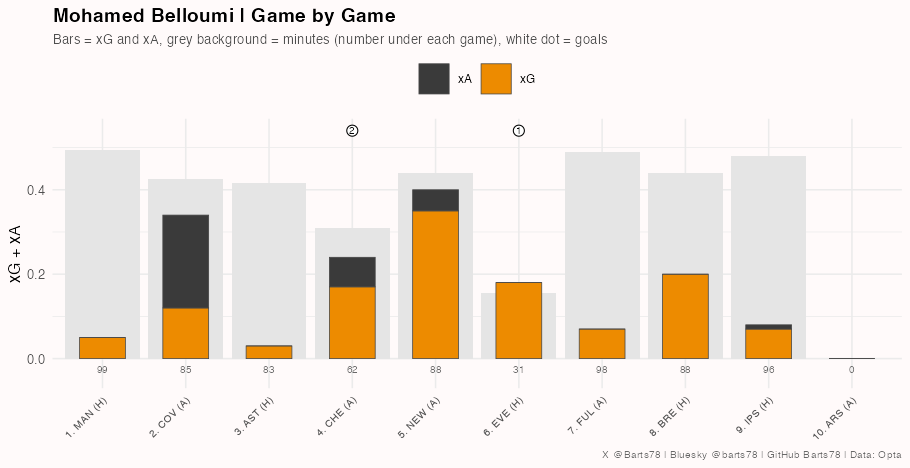 Mohamed Belloumi | Game by Game
Bars = xG and xA, grey background = minutes (number under each game), white dot = goals
xA xG
2 1
xG + xA
0.4
0.2
0.0
99 85 83 62 88 31 98 88 96 0
1. MAN (H) 2. COV (A) 3. AST (H) 4. CHE (A) 5. NEW (A) 6. EVE (H) 7. FUL (A) 8. BRE (H) 9. IPS (H) 10. ARS (A)
X @Barts78 | Bluesky @barts78 | GitHub Barts78 | Data: Opta